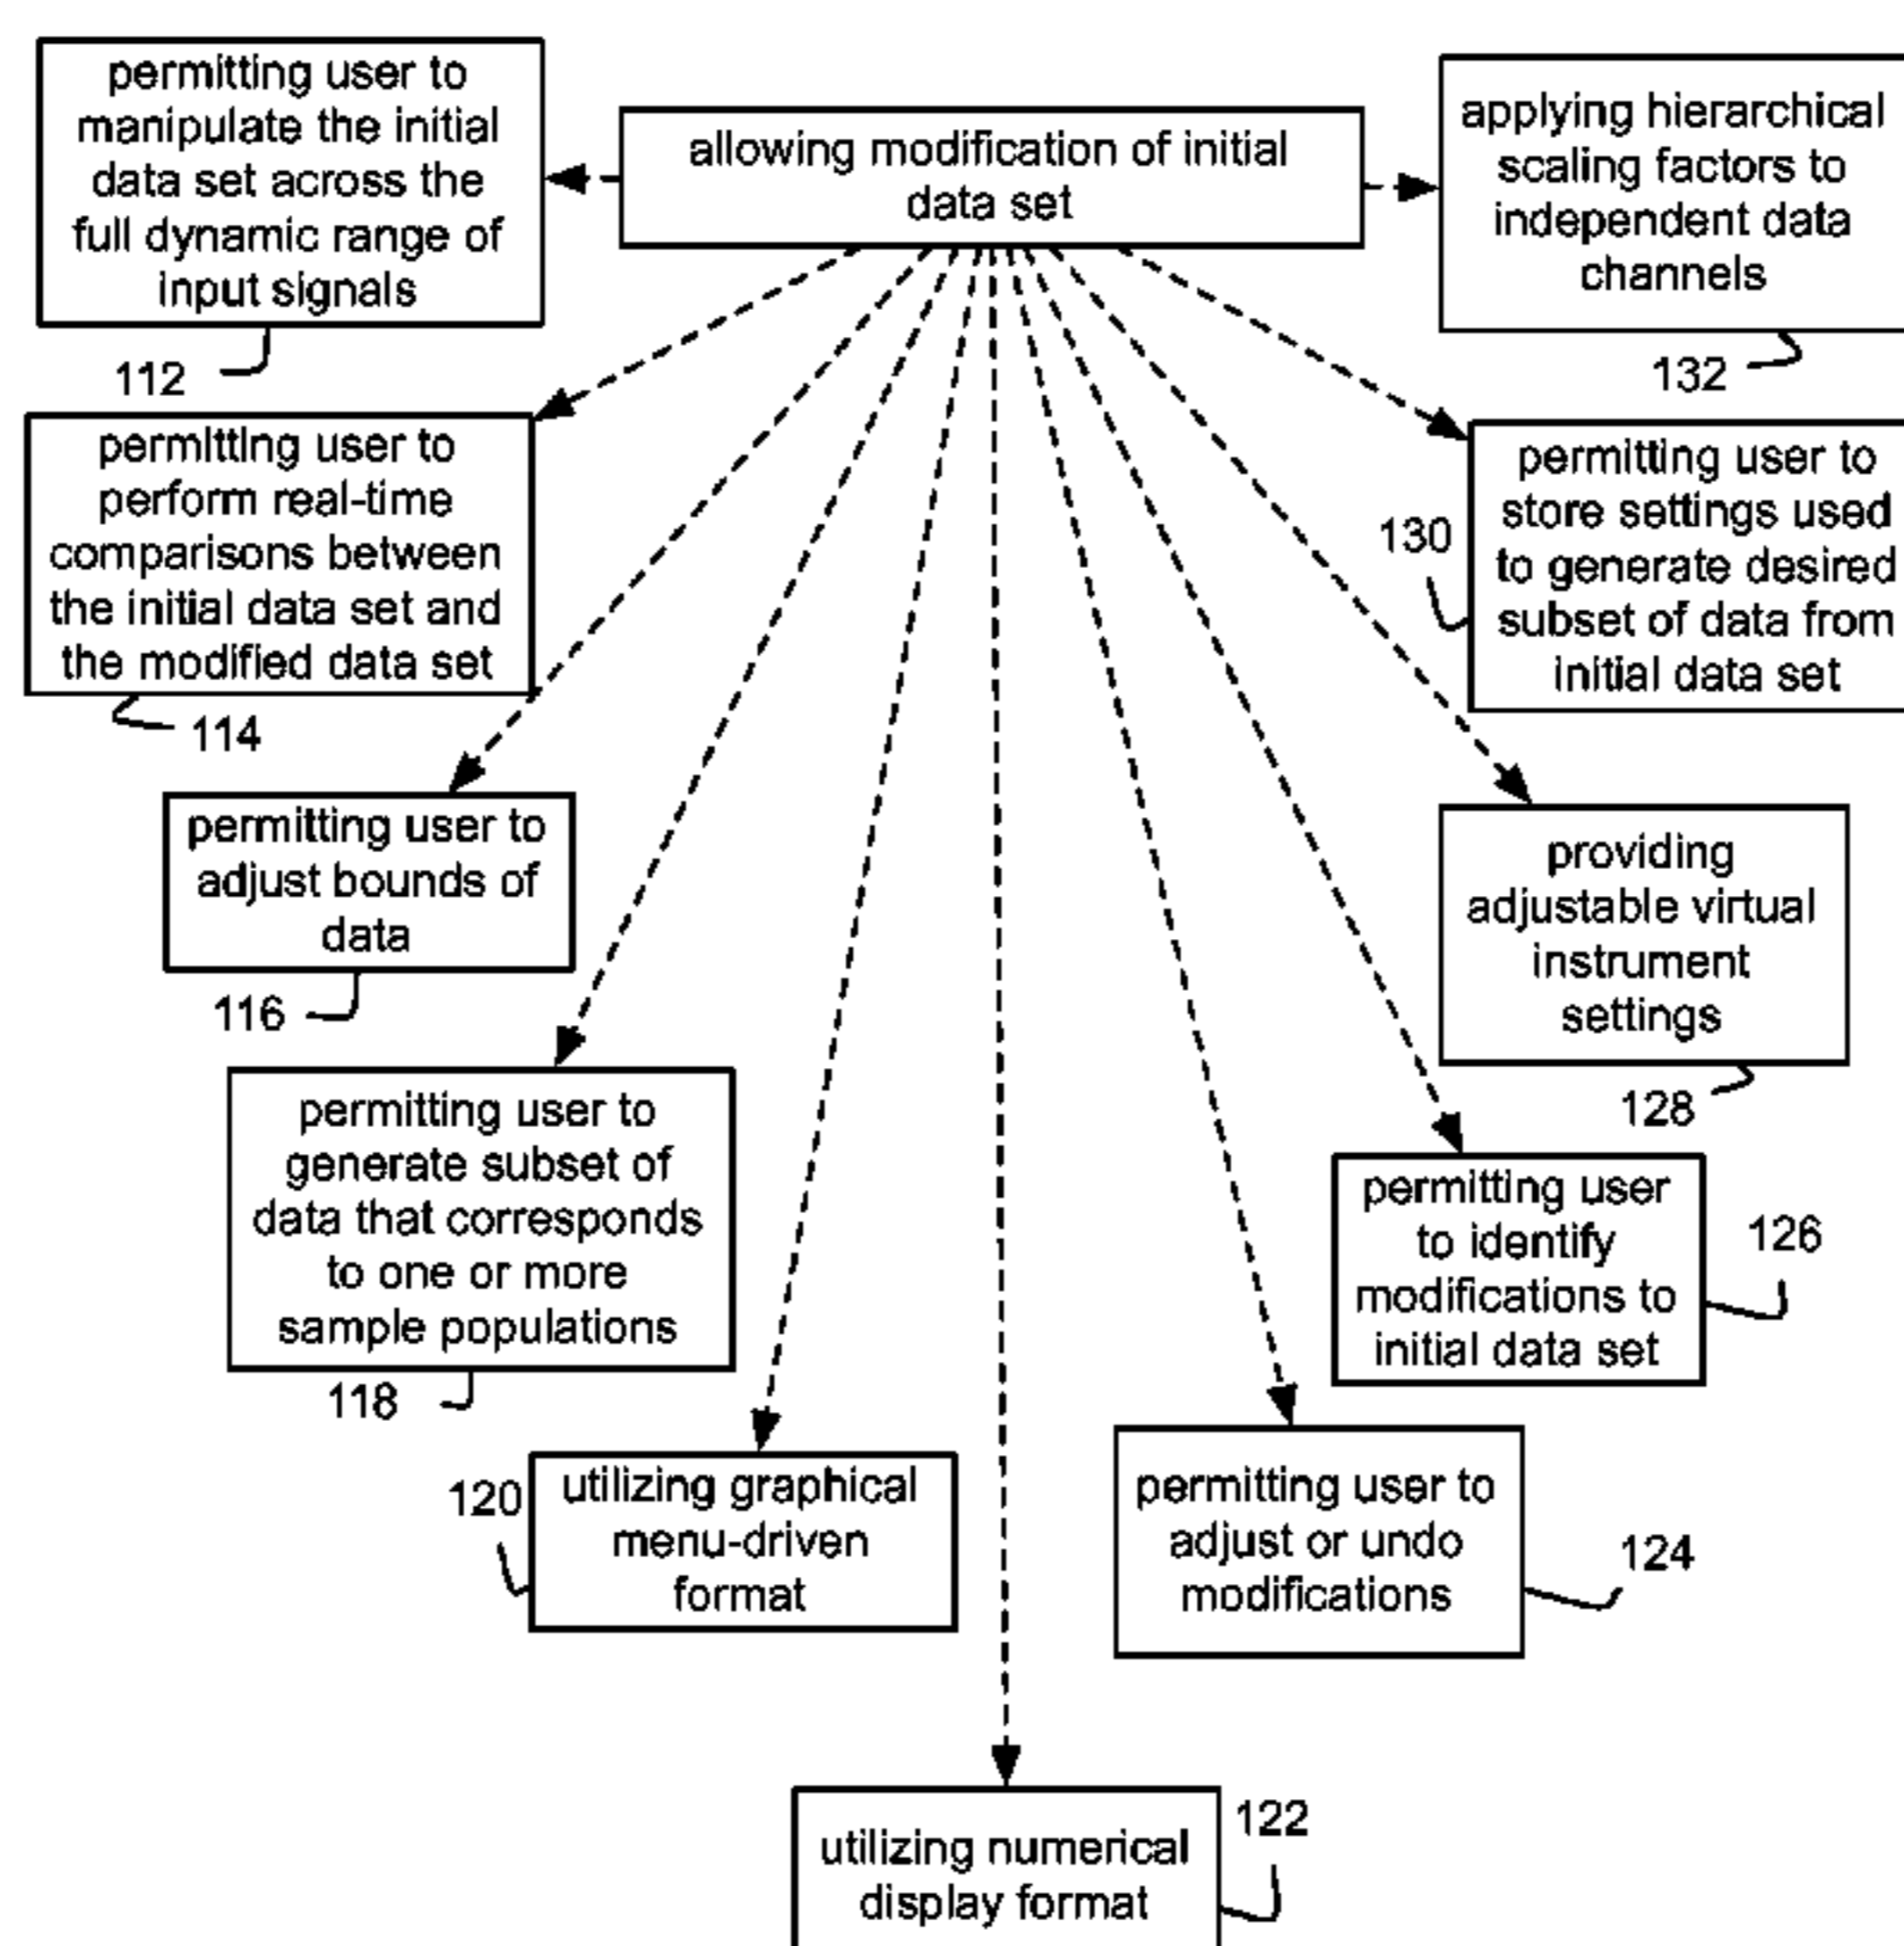 permitting user to
manipulate the initial
data set across the
full dynamic range of
input signals
112
allowing modification of initial
data set
applying hierarchical
scaling factors to
independent data
channels
132
permitting user to
perform real-time
comparisons between
the initial data set and
the modified data set
114
130
permitting user to
store settings used
to generate desired
subset of data from
initial data set
permitting user to
adjust bounds of
data
116
providing
adjustable virtual
instrument
settings
128
permitting user to
generate subset of
data that corresponds
to one or more
sample populations
118
permitting user
to identify
modifications to
initial data set
126
120
utilizing graphical
menu-driven
format
permitting user to
adjust or undo
modifications
124
utilizing numerical
display format
122